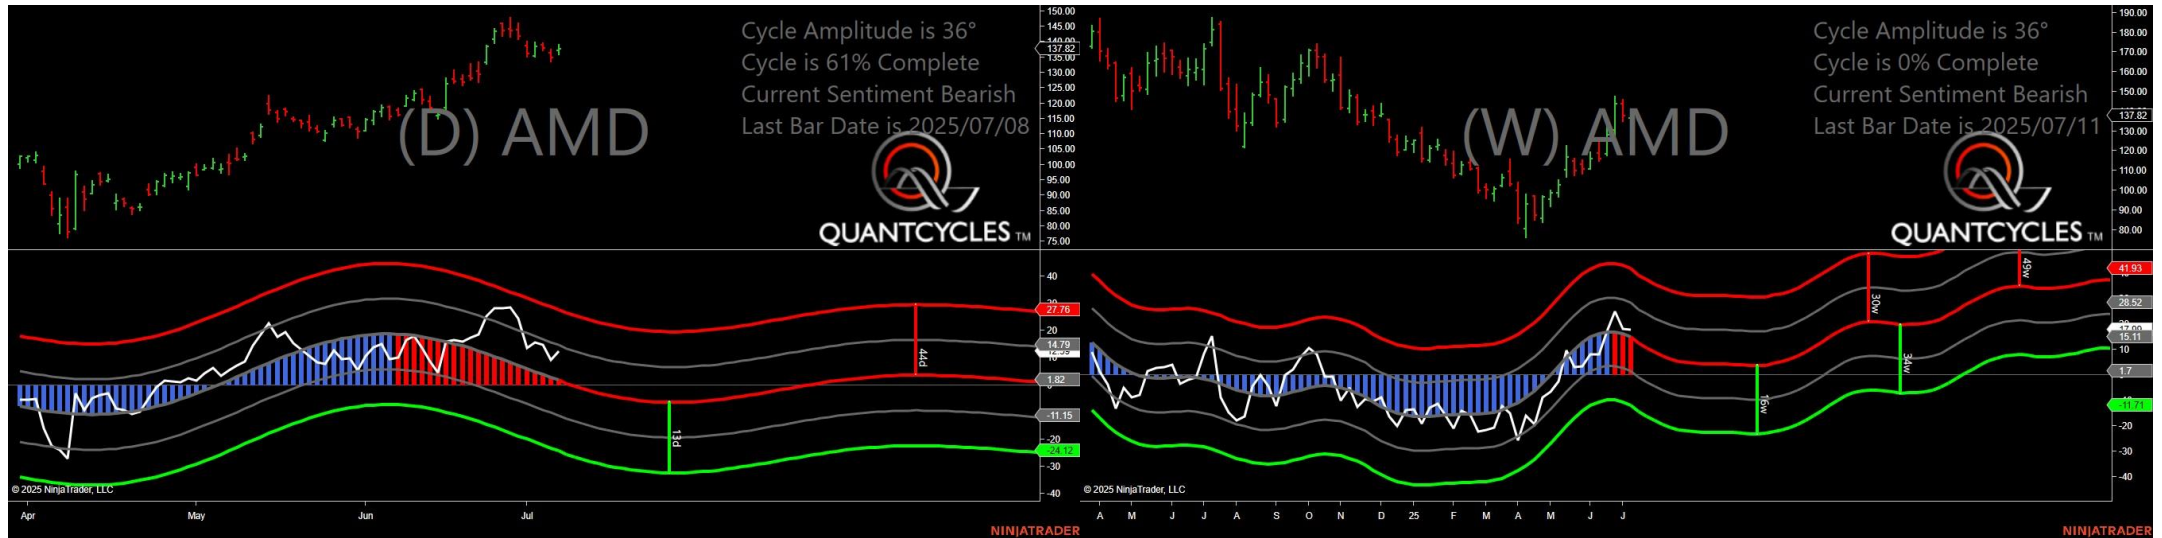 Cycle Amplitude is 36°
Cycle is 61% Complete
Current Sentiment Bearish
Last Bar Date is 2025/07/08
(D) AMD
QUANTCYCLES TM
150.00
145.00
137.82
135.00
130.00
125.00
120.00
115.00
110.00
105.00
100.00
95.00
90.00
85.00
80.00
75.00
40
27.76
20
14.79
1.82
-11.15
-20
-24.12
-30
-40
44d
13d
© 2025 NinjaTrader, LLC
Apr
May
Jun
Jul
NINJATRADER
Cycle Amplitude is 36°
Cycle is 0% Complete
Current Sentiment Bearish
Last Bar Date is 2025/07/11
(W) AMD
QUANTCYCLES TM
190.00
180.00
170.00
160.00
150.00
137.82
130.00
120.00
110.00
100.00
90.00
80.00
41.93
28.52
15.11
10
1.7
-11.71
-20
-30
-40
30w
49w
34w
16w
© 2025 NinjaTrader, LLC
A M J J A S O N D 25 F M A M J J
NINJATRADER